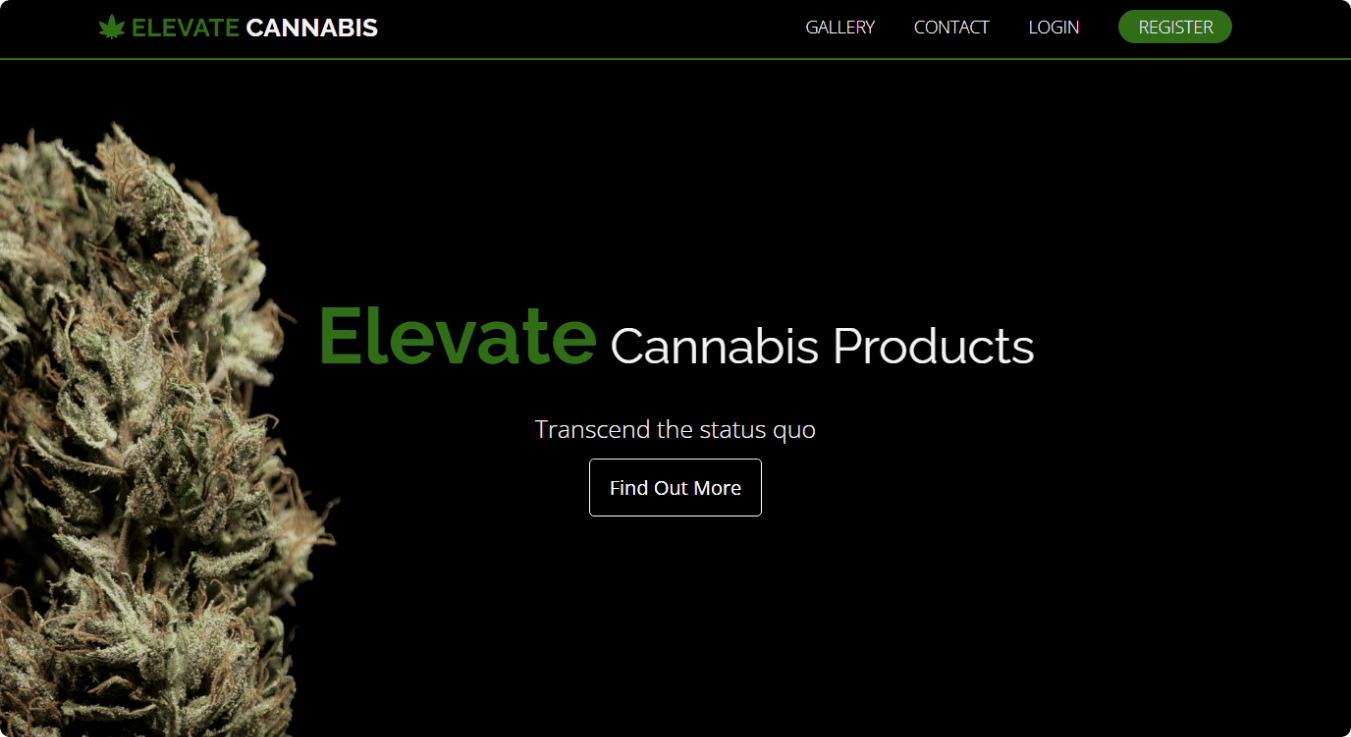 ELEVATE CANNABIS
GALLERY CONTACT LOGIN REGISTER
Elevate Cannabis Products
Transcend the status quo
Find Out More